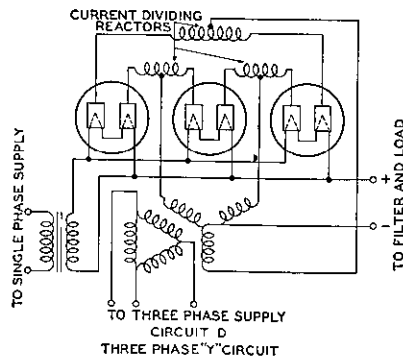 CURRENT DIVIDING
REACTORS
TO SINGLE PHASE SUPPLY
+
−
TO FILTER AND LOAD
TO THREE PHASE SUPPLY
CIRCUIT D
THREE PHASE "Y" CIRCUIT